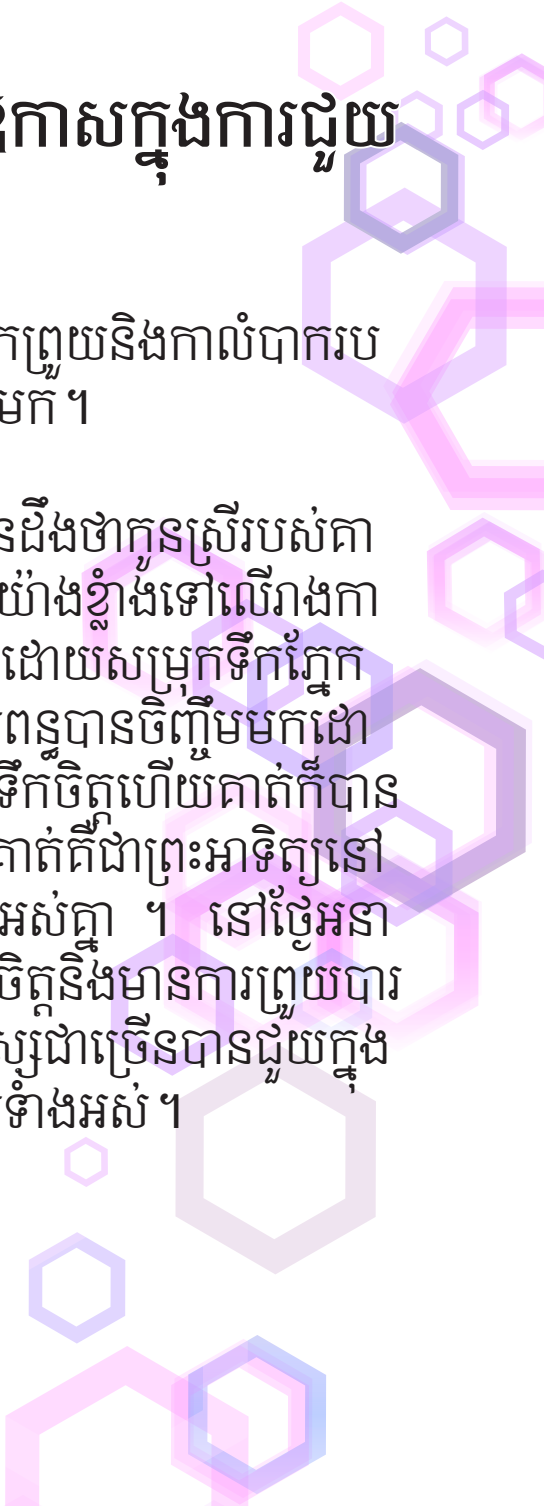 ឱកាសក្នុងការជួយ
កព្រួយនិងកាលំបាករប
មក ។
នដឹងថាកូនស្រីរបស់គា
យ៉ាងខ្លាំងទៅលើរាងកា
ដោយសម្រុកទឹកភ្នែក
ពន្ធបានចិញ្ចឹមមកដោ
ទឹកចិត្តហើយគាត់ក៏បាន
គាត់គឺជាព្រះអាទិត្យនៅ
អស់គ្នា ។ នៅថ្ងៃអនា
ចិត្តនិងមានការព្រួយបារ
ស្សជាច្រើនបានជួយក្នុង
ទំាងអស់ ។